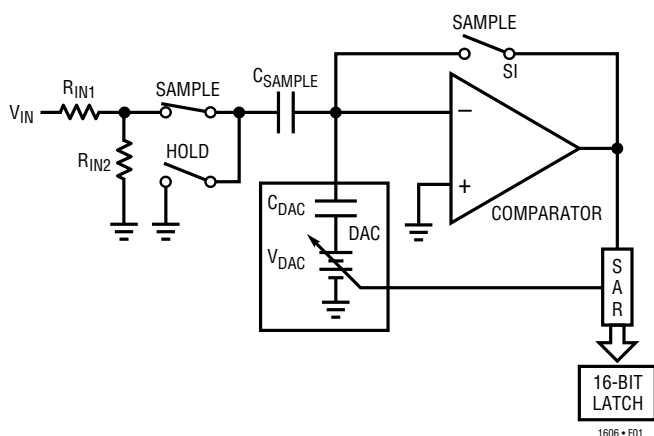 SAMPLE
SI
R_IN1
SAMPLE
C_SAMPLE
V_IN
HOLD
R_IN2
−
+
COMPARATOR
C_DAC
DAC
V_DAC
S
A
R
16-BIT
LATCH
1606 • F01